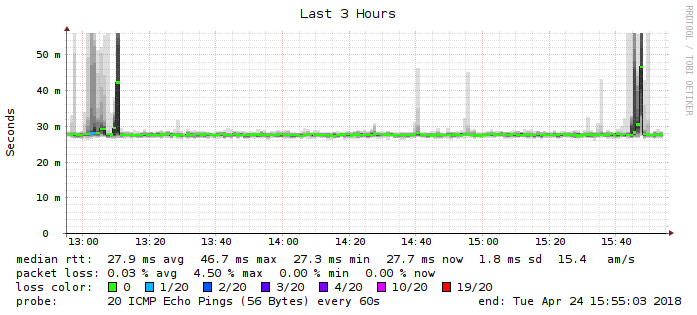 Last 3 Hours
RRDTOOL / TOBI OETIKER
Seconds
50 m
40 m
30 m
20 m
10 m
0
13:00 13:20 13:40 14:00 14:20 14:40 15:00 15:20 15:40
median rtt: 27.9 ms avg 46.7 ms max 27.3 ms min 27.7 ms now 1.8 ms sd 15.4 am/s
packet loss: 0.03 % avg 4.50 % max 0.00 % min 0.00 % now
loss color: 0 1/20 2/20 3/20 4/20 10/20 19/20
probe: 20 ICMP Echo Pings (56 Bytes) every 60s end: Tue Apr 24 15:55:03 2018